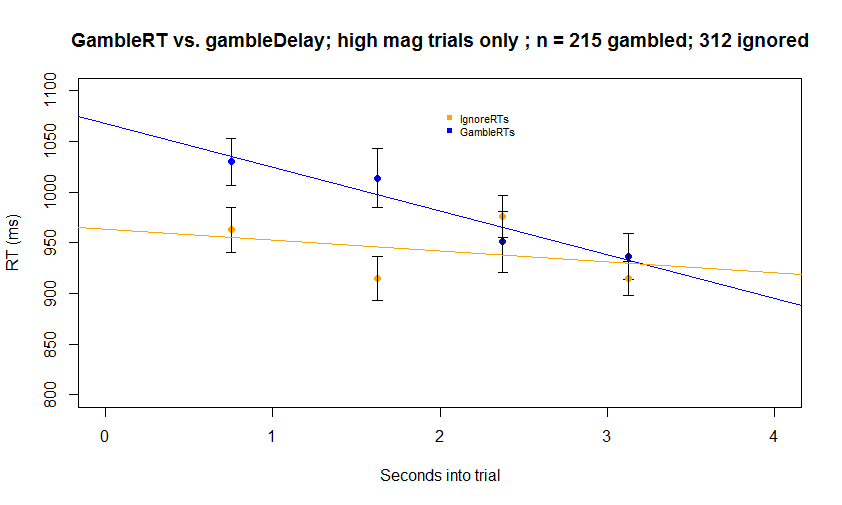 GambleRT vs. gambleDelay; high mag trials only ; n = 215 gambled; 312 ignored
1100
1050
1000
950
900
850
800
RT (ms)
IgnoreRTs
GambleRTs
0 1 2 3 4
Seconds into trial